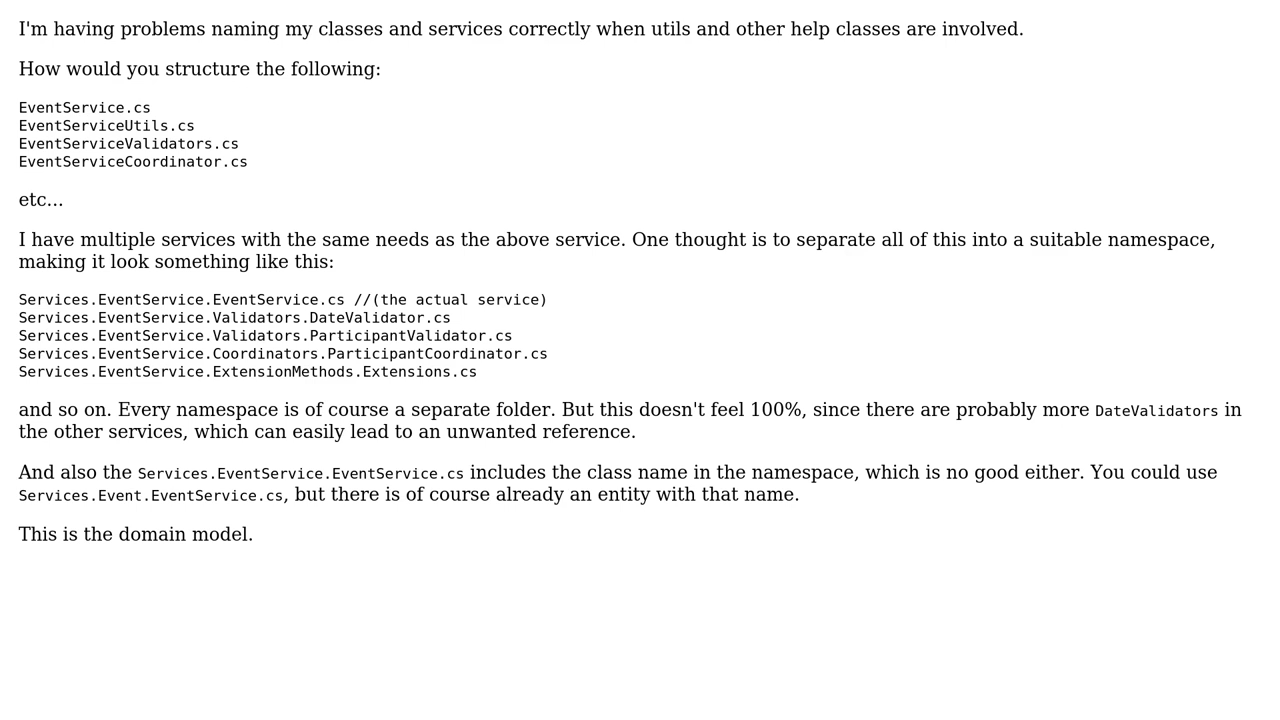 I'm having problems naming my classes and services correctly when utils and other help classes are involved.
How would you structure the following:
EventService.cs
EventServiceUtils.cs
EventServiceValidators.cs
EventServiceCoordinator.cs
etc...
I have multiple services with the same needs as the above service. One thought is to separate all of this into a suitable namespace,
making it look something like this:
Services.EventService.EventService.cs //(the actual service)
Services.EventService.Validators.DateValidator.cs
Services.EventService.Validators.ParticipantValidator.cs
Services.EventService.Coordinators.ParticipantCoordinator.cs
Services.EventService.ExtensionMethods.Extensions.cs
and so on. Every namespace is of course a separate folder. But this doesn't feel 100%, since there are probably more DateValidators in
the other services, which can easily lead to an unwanted reference.
And also the Services.EventService.EventService.cs includes the class name in the namespace, which is no good either. You could use
Services.Event.EventService.cs, but there is of course already an entity with that name.
This is the domain model.